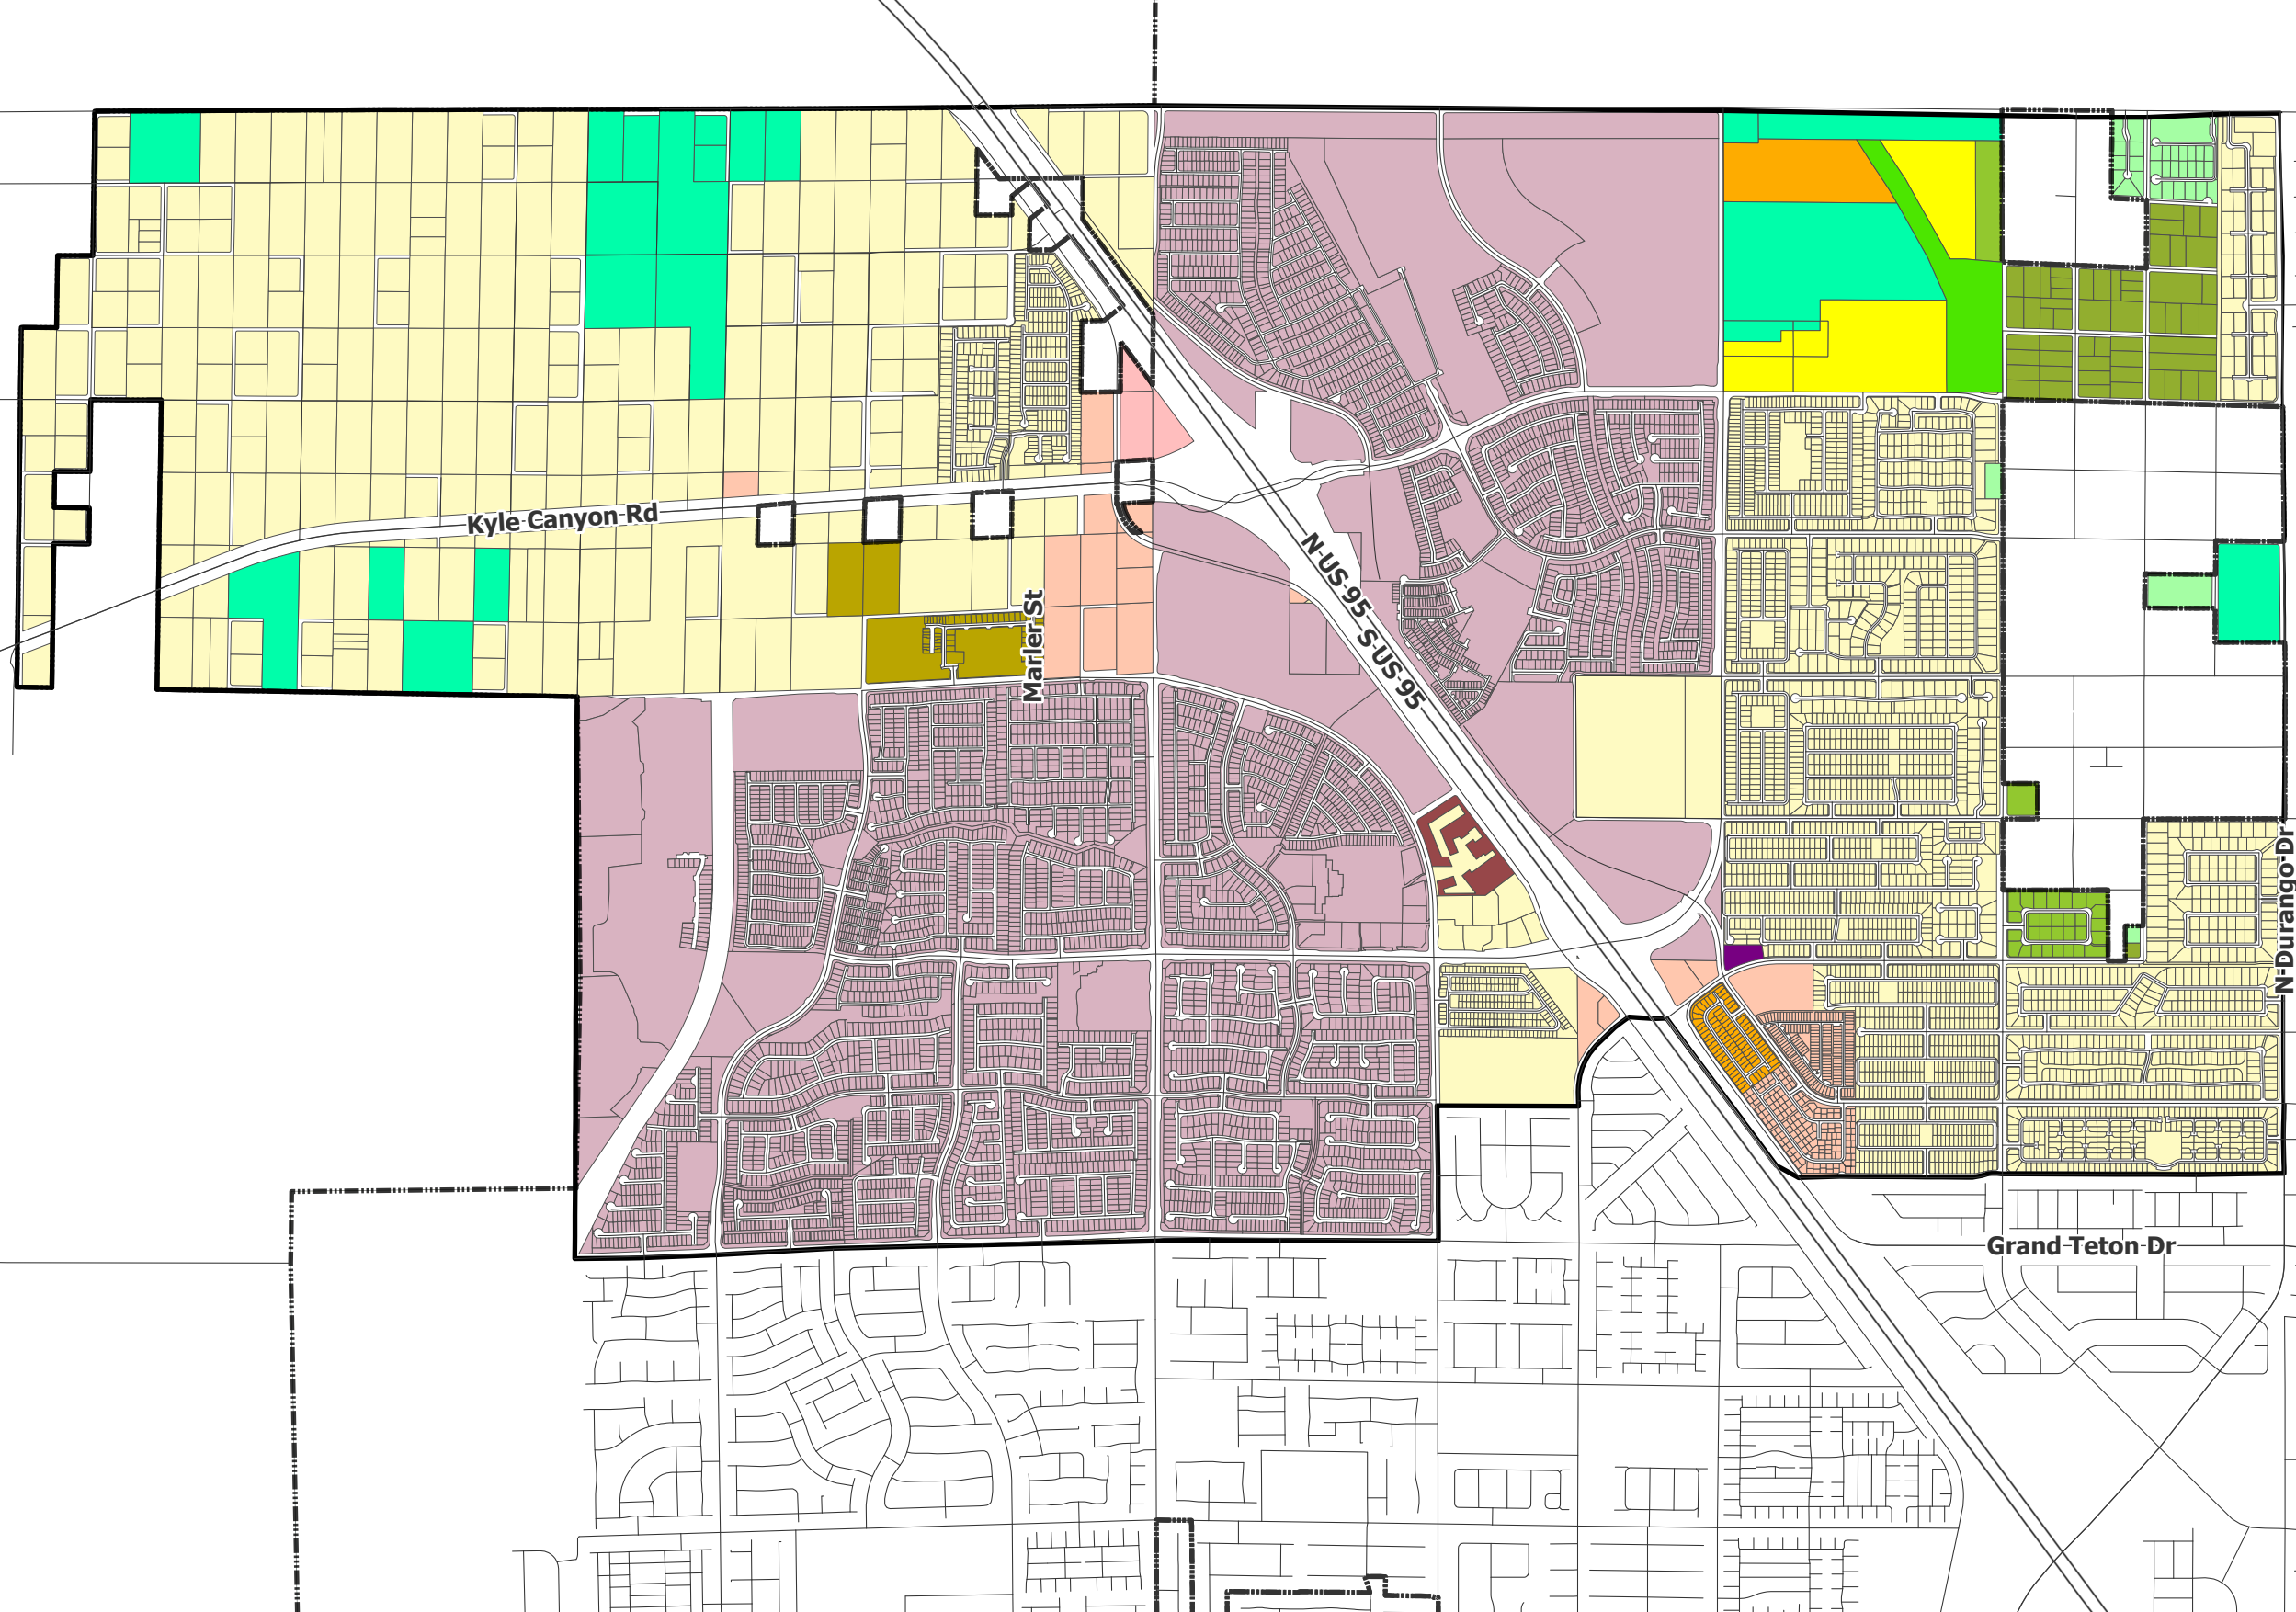 Kyle Canyon Rd
N-US-95 S-US-95
Marler St
N-Durango-Dr
Grand Teton Dr